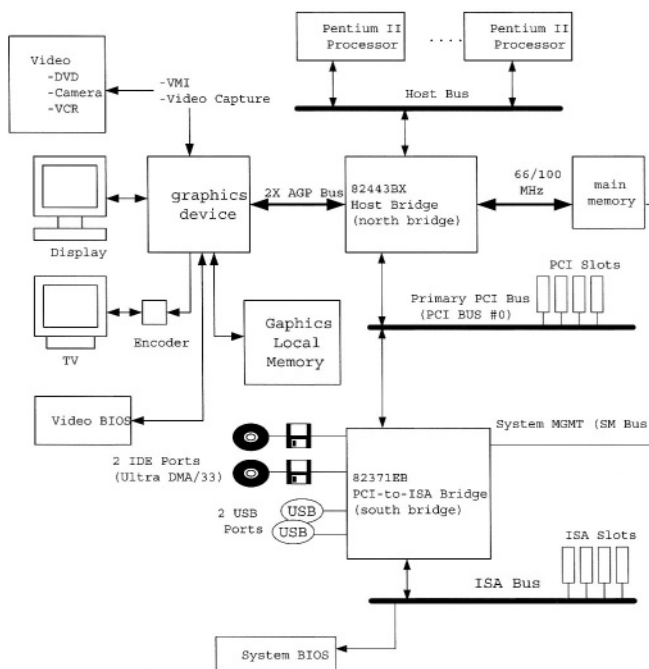 Pentium II
Processor
....
Pentium II
Processor
Video
-DVD
-Camera
-VCR
-VMI
-Video Capture
Host Bus
graphics
device
2X AGP Bus
82443BX
Host Bridge
(north bridge)
66/100
MHz
main
memory
Display
PCI Slots
Primary PCI Bus
(PCI BUS #0)
TV
Encoder
Gaphics
Local
Memory
Video BIOS
System MGMT (SM Bus
2 IDE Ports
(Ultra DMA/33)
82371EB
PCI-to-ISA Bridge
(south bridge)
2 USB
Ports
USB
USB
ISA Slots
ISA Bus
System BIOS